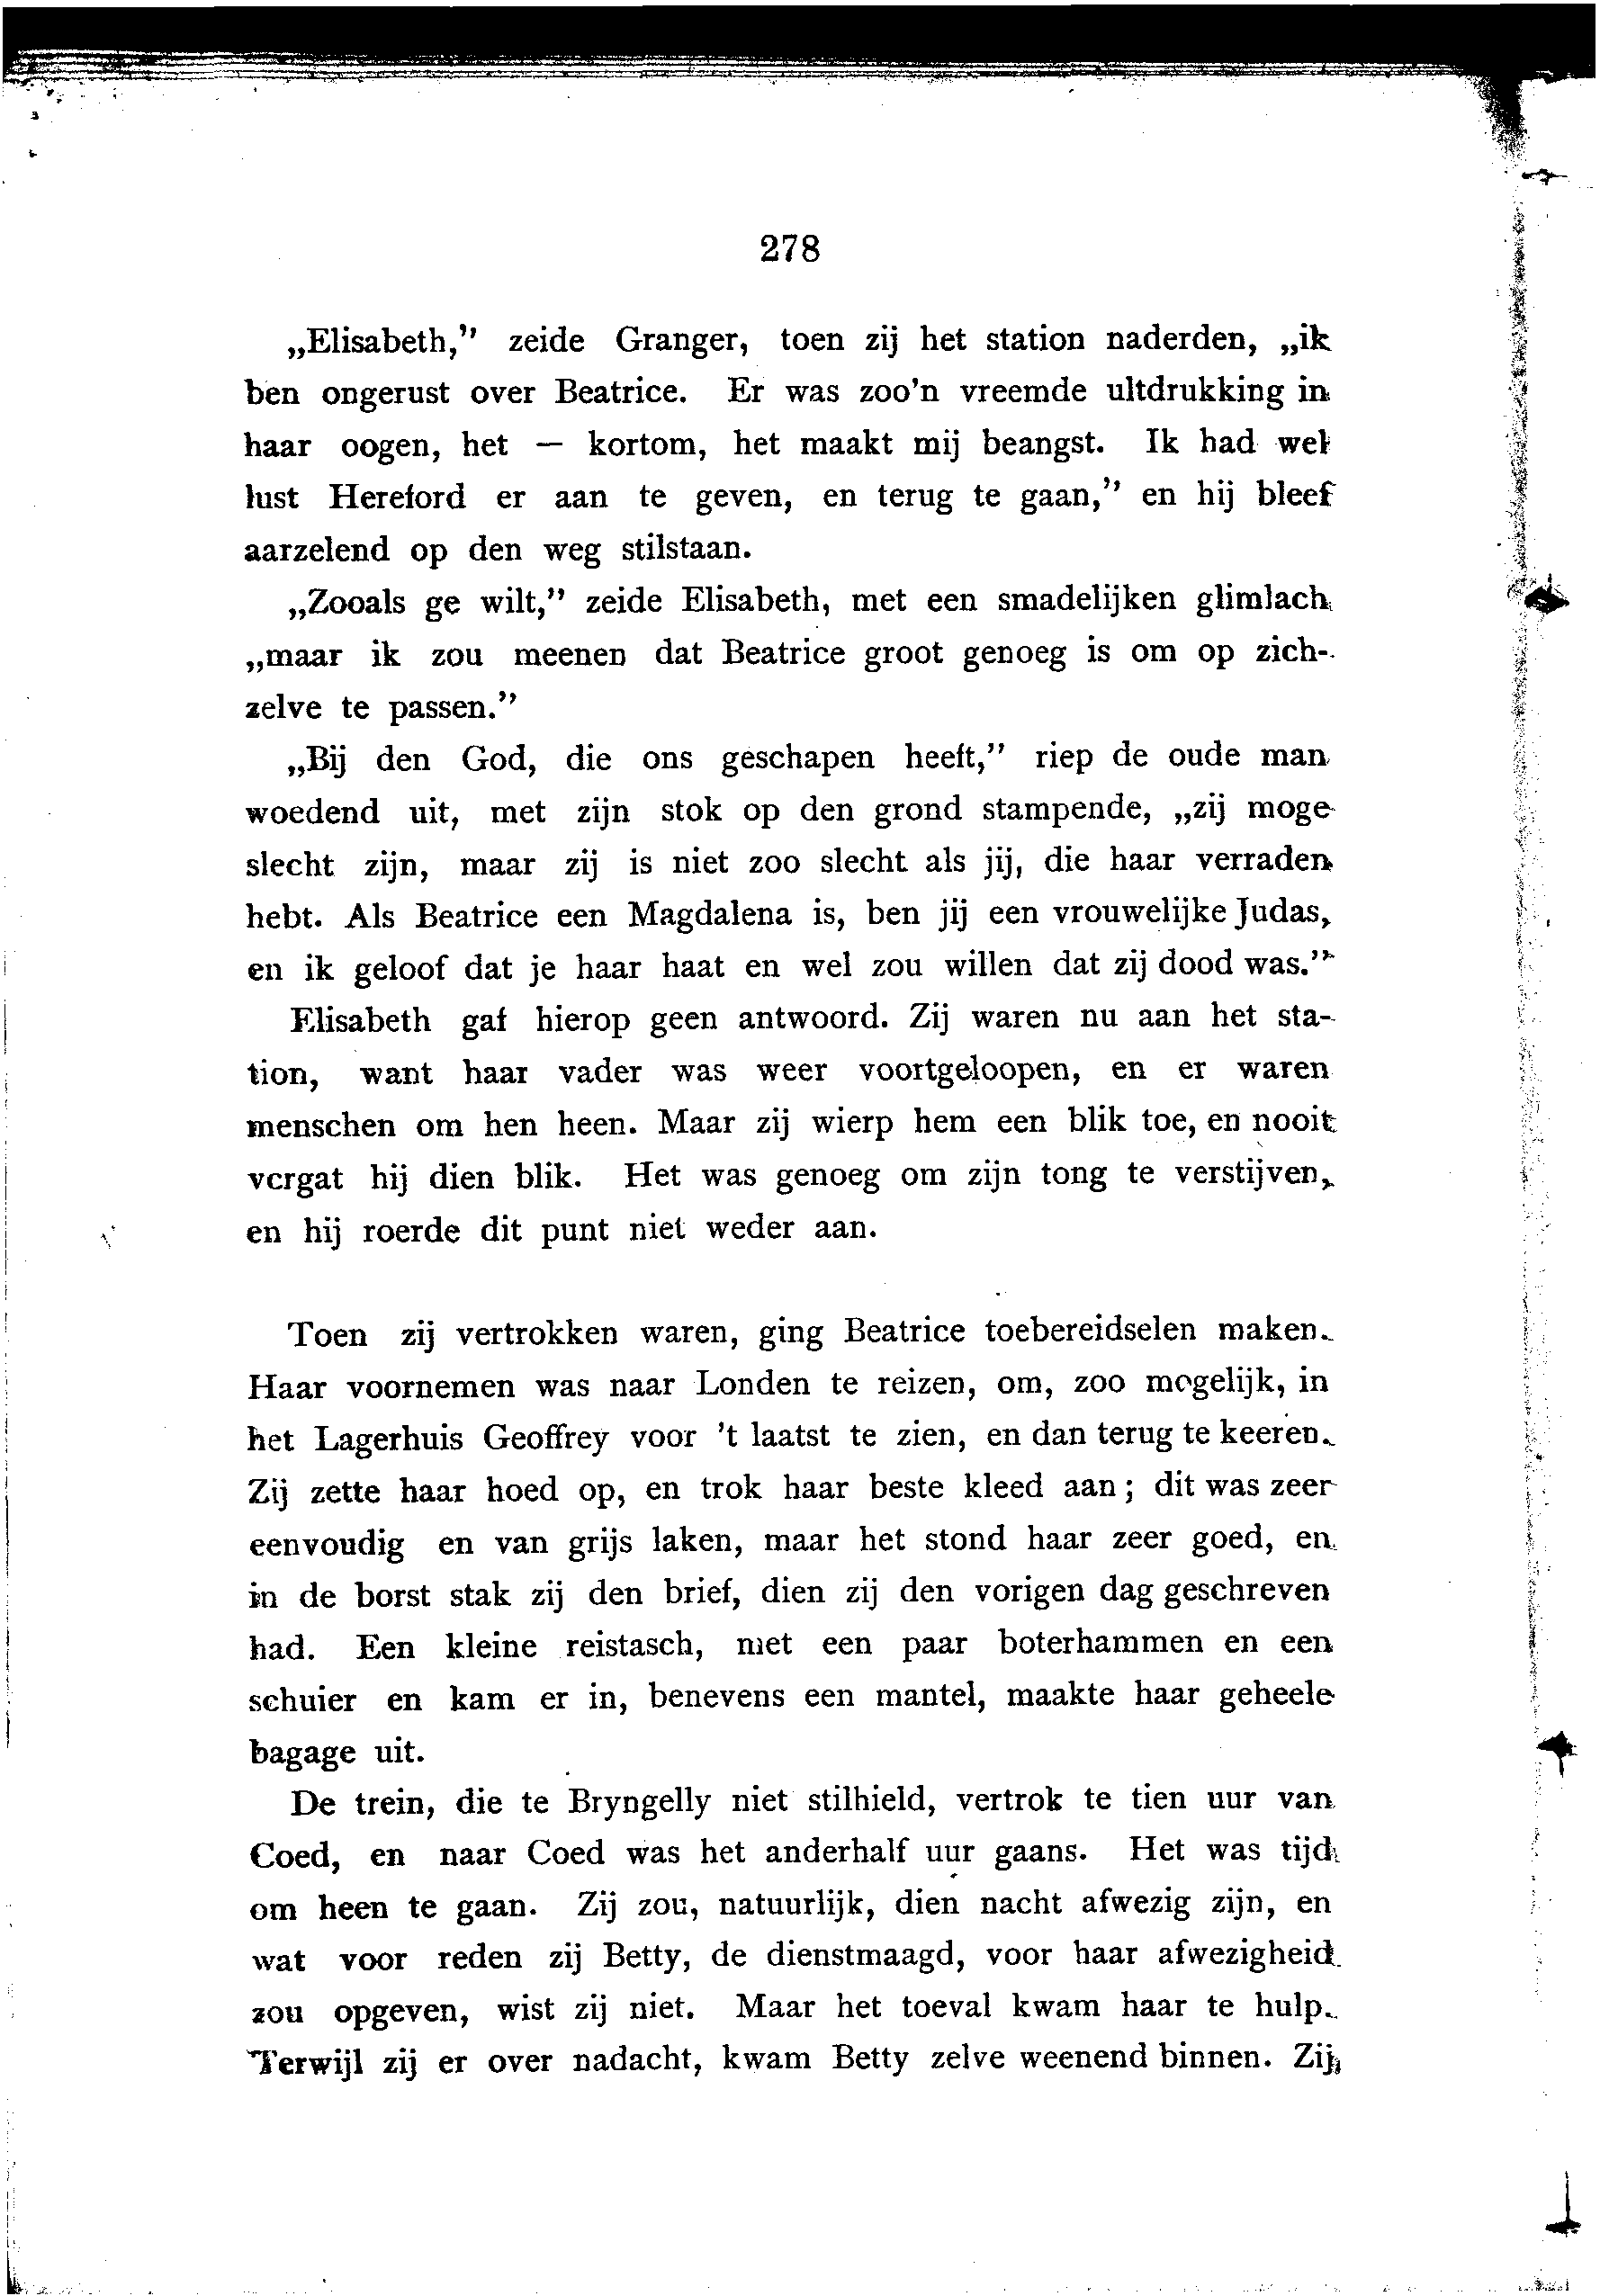 278
„Elisabeth,” zeide Granger, toen zij het station naderden, „ik
ben ongerust over Beatrice. Er was zoo'n vreemde ultdrukking in
haar oogen, het — kortom, het maakt mij beangst. Ik had wel
lust Hereford er aan te geven, en terug te gaan,” en hij bleef
aarzelend op den weg stilstaan.
„Zooals ge wilt,” zeide Elisabeth, met een smadelijken glimlach
„maar ik zou meenen dat Beatrice groot genoeg is om op zich-
zelve te passen.”
„Bij den God, die ons geschapen heeft,” riep de oude man
woedend uit, met zijn stok op den grond stampende, „zij moge
slecht zijn, maar zij is niet zoo slecht als jij, die haar verraden
hebt. Als Beatrice een Magdalena is, ben jij een vrouwelijke Judas,
en ik geloof dat je haar haat en wel zou willen dat zij dood was.”
Elisabeth gaf hierop geen antwoord. Zij waren nu aan het sta-
tion, want haar vader was weer voortgeloopen, en er waren
menschen om hen heen. Maar zij wierp hem een blik toe, en nooit
vergat hij dien blik. Het was genoeg om zijn tong te verstijven,
en hij roerde dit punt niet weder aan.
Toen zij vertrokken waren, ging Beatrice toebereidselen maken.
Haar voornemen was naar Londen te reizen, om, zoo mogelijk, in
het Lagerhuis Geoffrey voor 't laatst te zien, en dan terug te keeren.
Zij zette haar hoed op, en trok haar beste kleed aan; dit was zeer
eenvoudig en van grijs laken, maar het stond haar zeer goed, en
in de borst stak zij den brief, dien zij den vorigen dag geschreven
had. Een kleine reistasch, met een paar boterhammen en een
schuier en kam er in, benevens een mantel, maakte haar geheele
bagage uit.
De trein, die te Bryngelly niet stilhield, vertrok te tien uur van
Coed, en naar Coed was het anderhalf uur gaans. Het was tijd
om heen te gaan. Zij zou, natuurlijk, dien nacht afwezig zijn, en
wat voor reden zij Betty, de dienstmaagd, voor haar afwezigheid
zou opgeven, wist zij niet. Maar het toeval kwam haar te hulp.
Terwijl zij er over nadacht, kwam Betty zelve weenend binnen. Zij